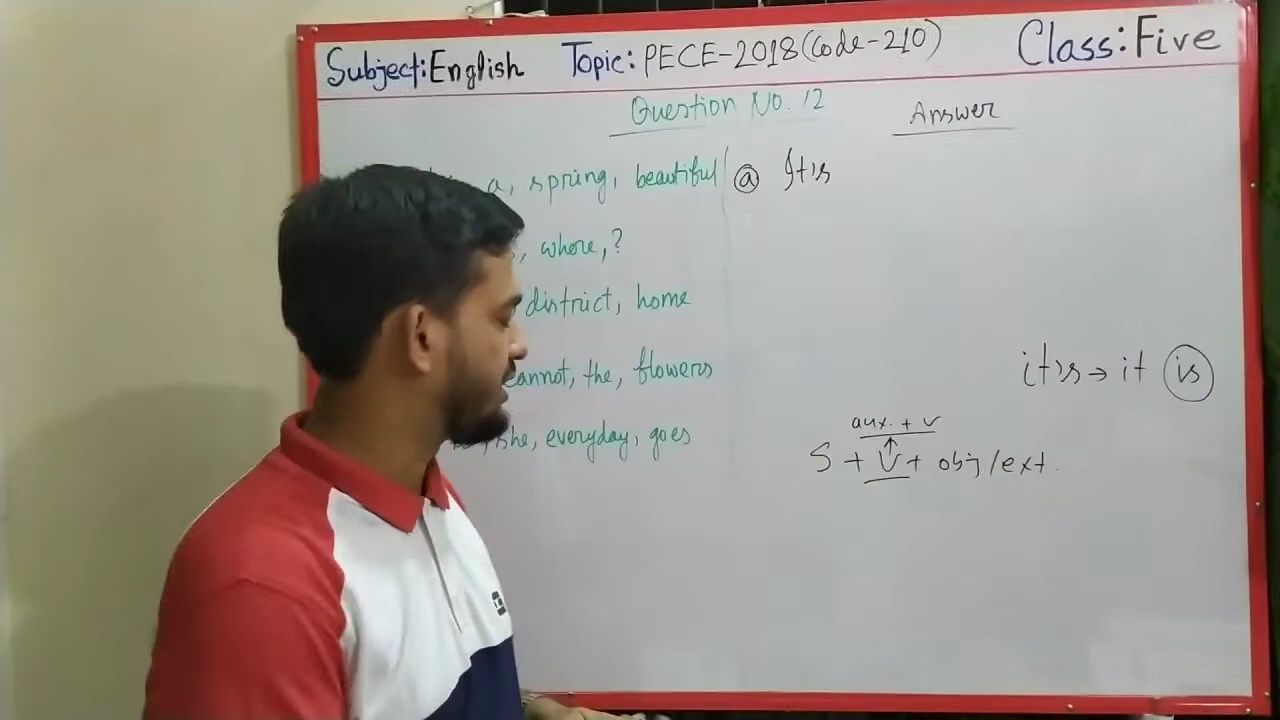 Subject: English Topic: PECE-2018 (Code-210) Class: Five
Question No. 12 Answer
a, spring, beautiful ⓐ It's
, where, ?
district, home
it's → it is
cannot, the, flowers
aux. + v
she, everyday, goes
S + V + obj/ext.